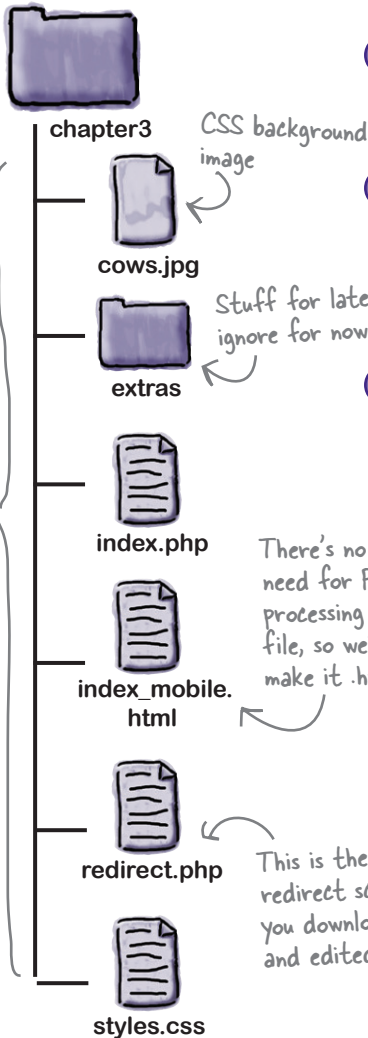 chapter3
CSS background
image
cows.jpg
Stuff for late
ignore for now
extras
index.php
There's no
need for
processing
file, so we
make it
index_mobile.
html
redirect.php
This is the
redirect
you
and edited
styles.css